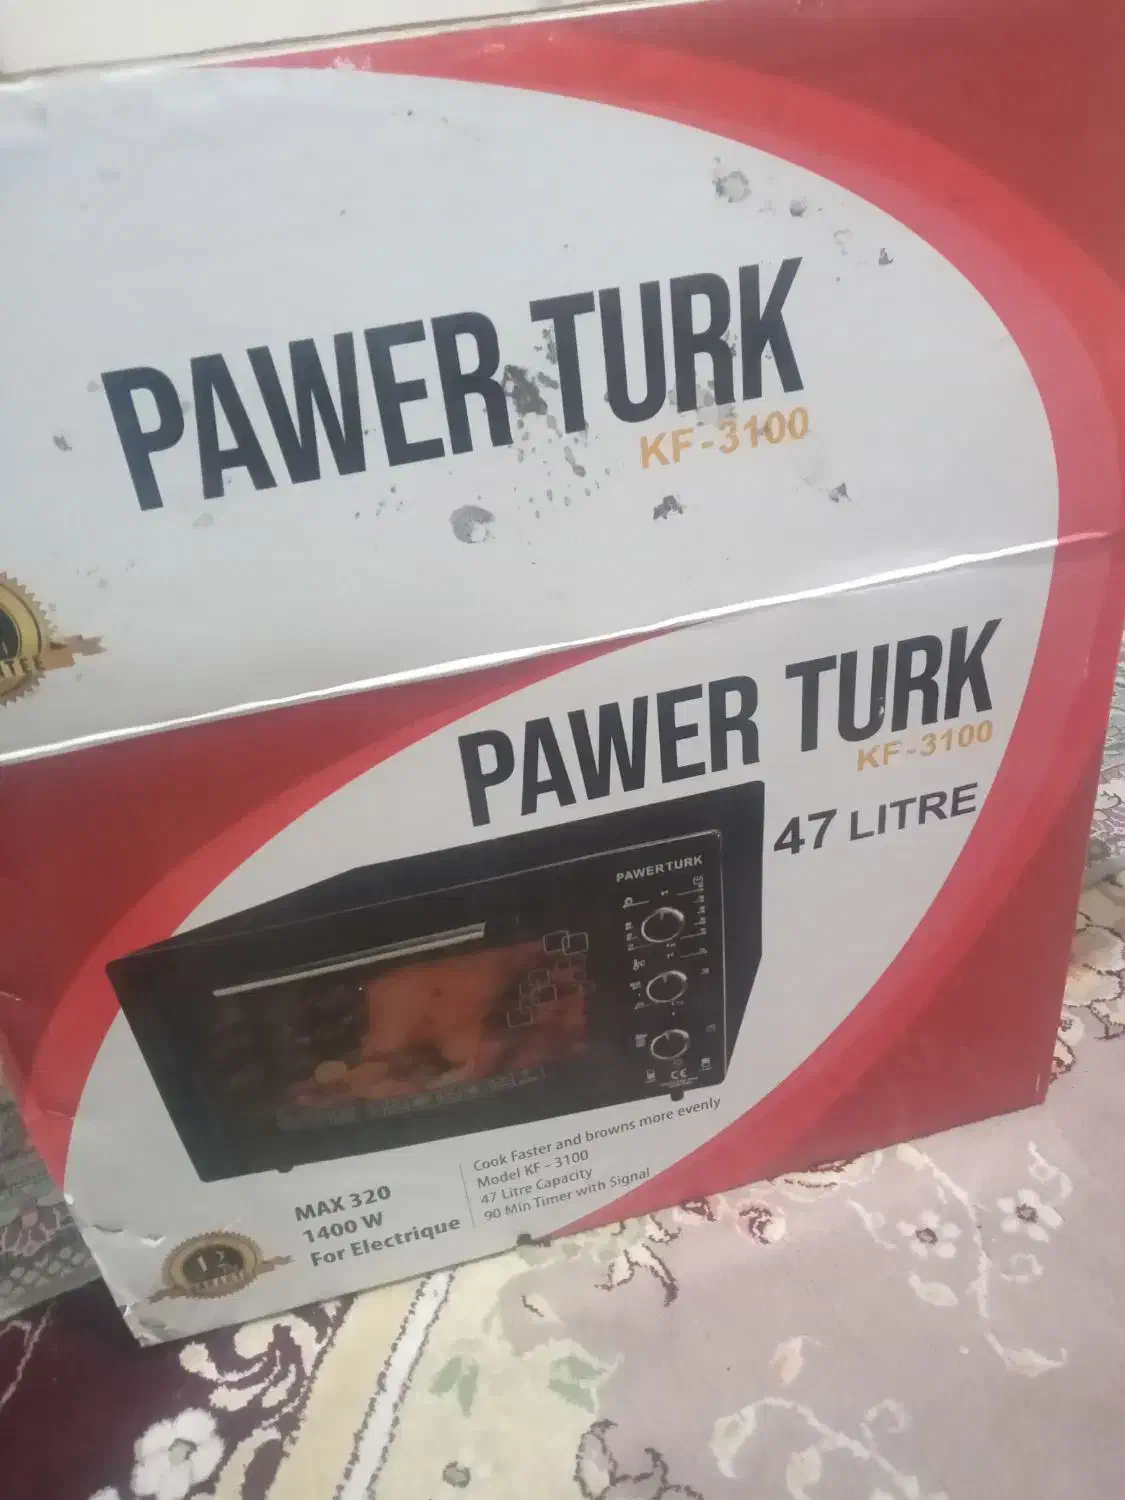 PAWER TURK
KF-3100
PAWER TURK
KF-3100
47 LITRE
PAWERTURK
CE
Cook Faster and browns more evenly
Model KF - 3100
47 Litre Capacity
90 Min Timer with Signal
MAX 320
1400 W
For Electrique